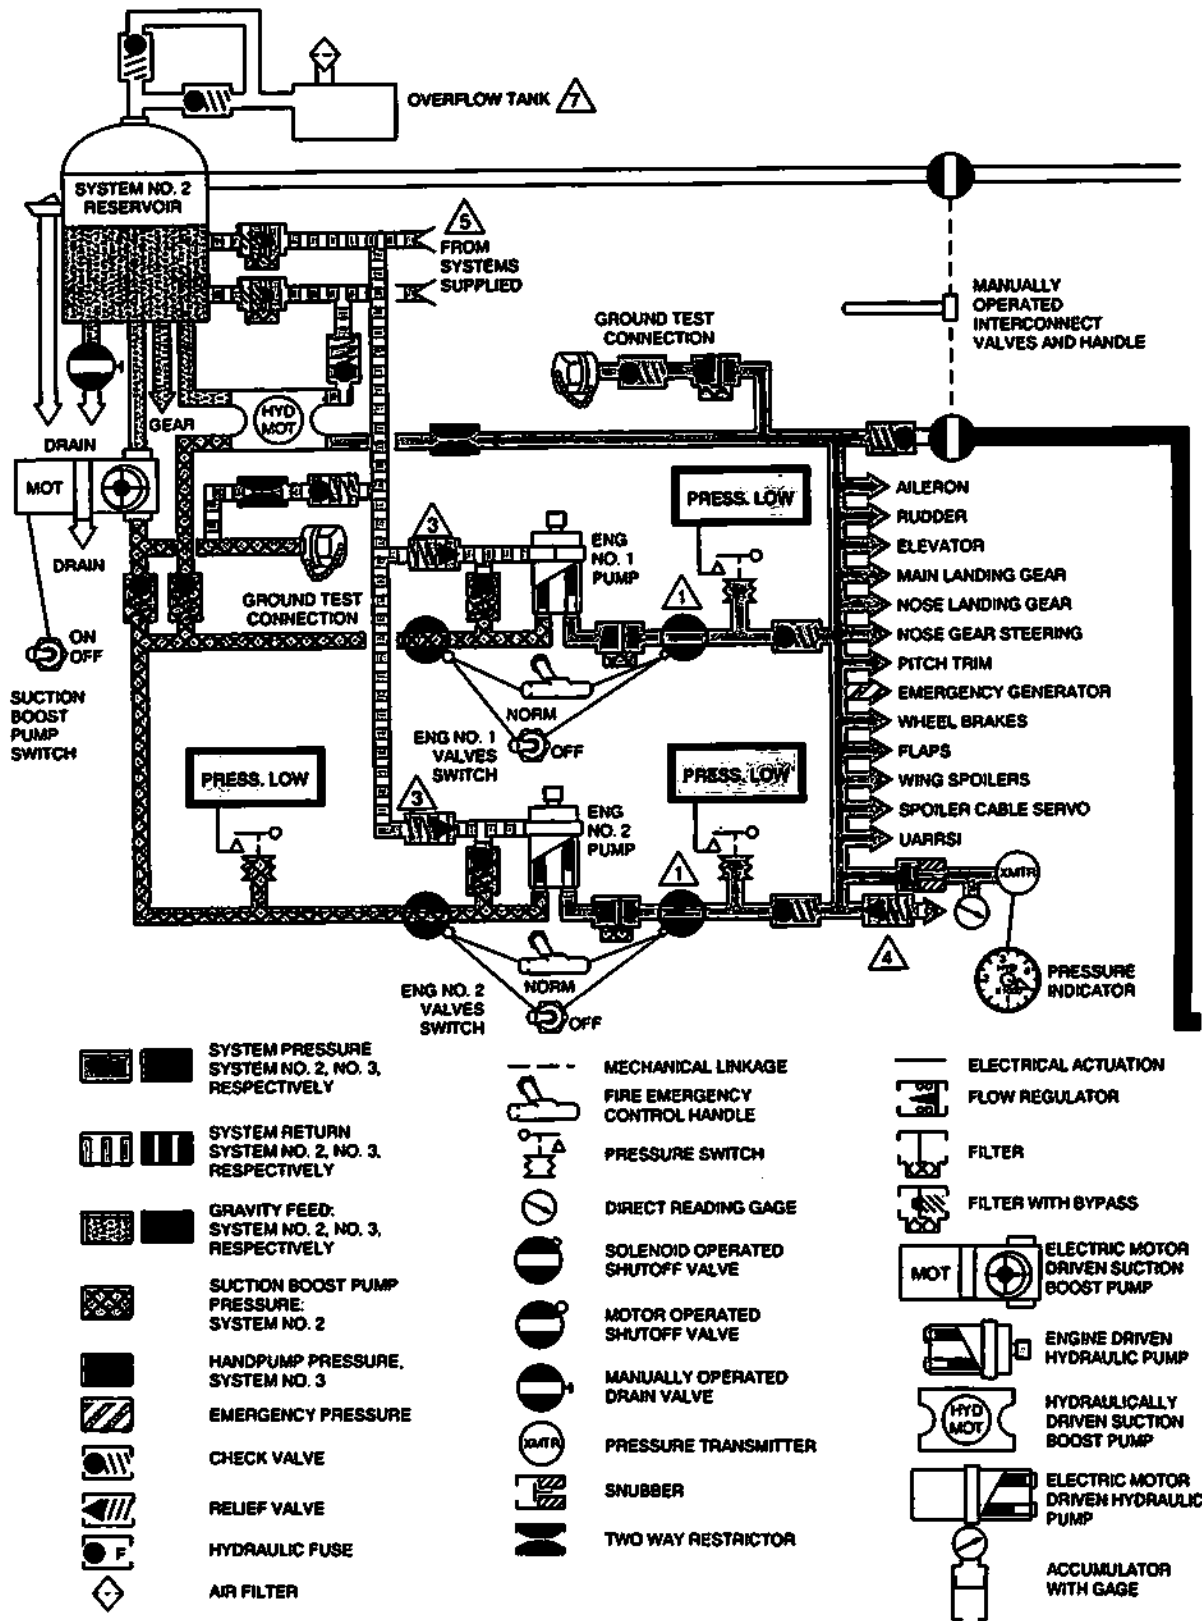 OVERFLOW TANK 7
SYSTEM NO. 2
RESERVOIR
5
FROM
SYSTEMS
SUPPLIED
MANUALLY
OPERATED
INTERCONNECT
VALVES AND HANDLE
GROUND TEST
CONNECTION
HYD
MOT
GEAR
DRAIN
MOT
DRAIN
PRESS. LOW
3
ENG
NO. 1
PUMP
1
GROUND TEST
CONNECTION
ON
OFF
SUCTION
BOOST
PUMP
SWITCH
NORM
ENG NO. 1
VALVES
SWITCH
OFF
AILERON
RUDDER
ELEVATOR
MAIN LANDING GEAR
NOSE LANDING GEAR
NOSE GEAR STEERING
PITCH TRIM
EMERGENCY GENERATOR
WHEEL BRAKES
FLAPS
WING SPOILERS
SPOILER CABLE SERVO
UARRSI
PRESS. LOW
PRESS. LOW
3
ENG
NO. 2
PUMP
1
XMTR
4
PRESSURE
INDICATOR
NORM
ENG NO. 2
VALVES
SWITCH
OFF
SYSTEM PRESSURE
SYSTEM NO. 2, NO. 3,
RESPECTIVELY
SYSTEM RETURN
SYSTEM NO. 2, NO. 3,
RESPECTIVELY
GRAVITY FEED:
SYSTEM NO. 2, NO. 3,
RESPECTIVELY
SUCTION BOOST PUMP
PRESSURE:
SYSTEM NO. 2
HANDPUMP PRESSURE,
SYSTEM NO. 3
EMERGENCY PRESSURE
CHECK VALVE
RELIEF VALVE
F
HYDRAULIC FUSE
AIR FILTER
MECHANICAL LINKAGE
FIRE EMERGENCY
CONTROL HANDLE
PRESSURE SWITCH
DIRECT READING GAGE
SOLENOID OPERATED
SHUTOFF VALVE
MOTOR OPERATED
SHUTOFF VALVE
MANUALLY OPERATED
DRAIN VALVE
XMTR
PRESSURE TRANSMITTER
SNUBBER
TWO WAY RESTRICTOR
ELECTRICAL ACTUATION
FLOW REGULATOR
FILTER
FILTER WITH BYPASS
MOT
ELECTRIC MOTOR
DRIVEN SUCTION
BOOST PUMP
ENGINE DRIVEN
HYDRAULIC PUMP
HYD
MOT
HYDRAULICALLY
DRIVEN SUCTION
BOOST PUMP
ELECTRIC MOTOR
DRIVEN HYDRAULIC
PUMP
ACCUMULATOR
WITH GAGE